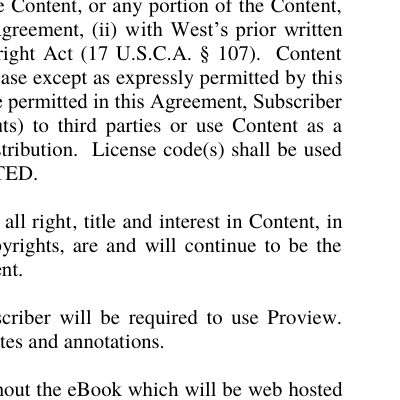 Content, or any portion of the Content,
greement, (ii) with West's prior written
right Act (17 U.S.C.A. § 107). Content
ase except as expressly permitted by this
permitted in this Agreement, Subscriber
ts) to third parties or use Content as a
tribution. License code(s) shall be used
TED.
all right, title and interest in Content, in
yrights, are and will continue to be the
nt.
scriber will be required to use Proview.
tes and annotations.
out the eBook which will be web hosted